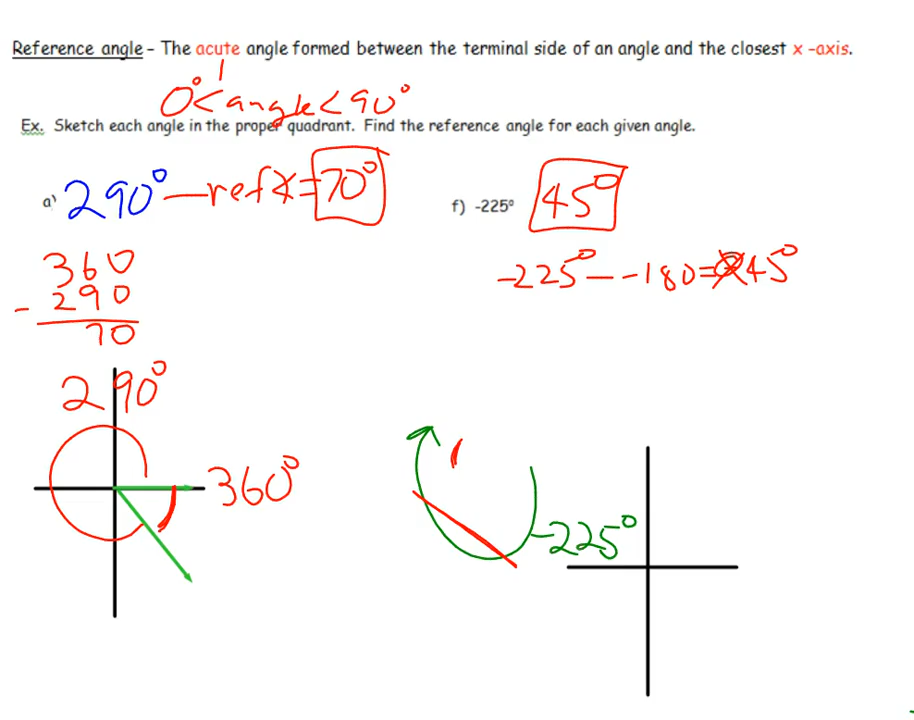 Reference angle – The acute angle formed between the terminal side of an angle and the closest x -axis.
0° < angle < 90°
Ex. Sketch each angle in the proper quadrant. Find the reference angle for each given angle.
a) 290° – ref ∠ = 70°
f) -225° 45°
360
- 290
70
-225° - -180 = 45°
290°
360°
-225°